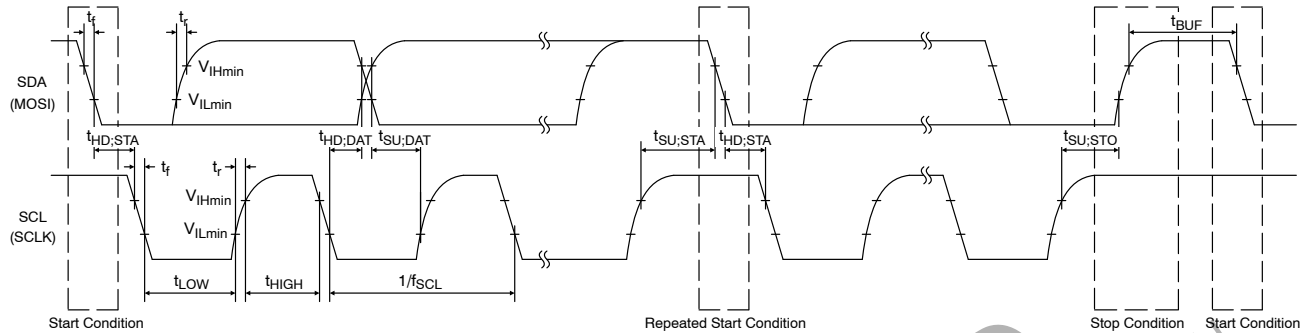 tf
tr
tBUF
SDA
(MOSI)
VIHmin
VILmin
tHD;STA
tHD;DAT
tSU;DAT
tSU;STA
tHD;STA
tSU;STO
tf
tr
SCL
(SCLK)
VIHmin
VILmin
tLOW
tHIGH
1/fSCL
Start Condition
Repeated Start Condition
Stop Condition
Start Condition